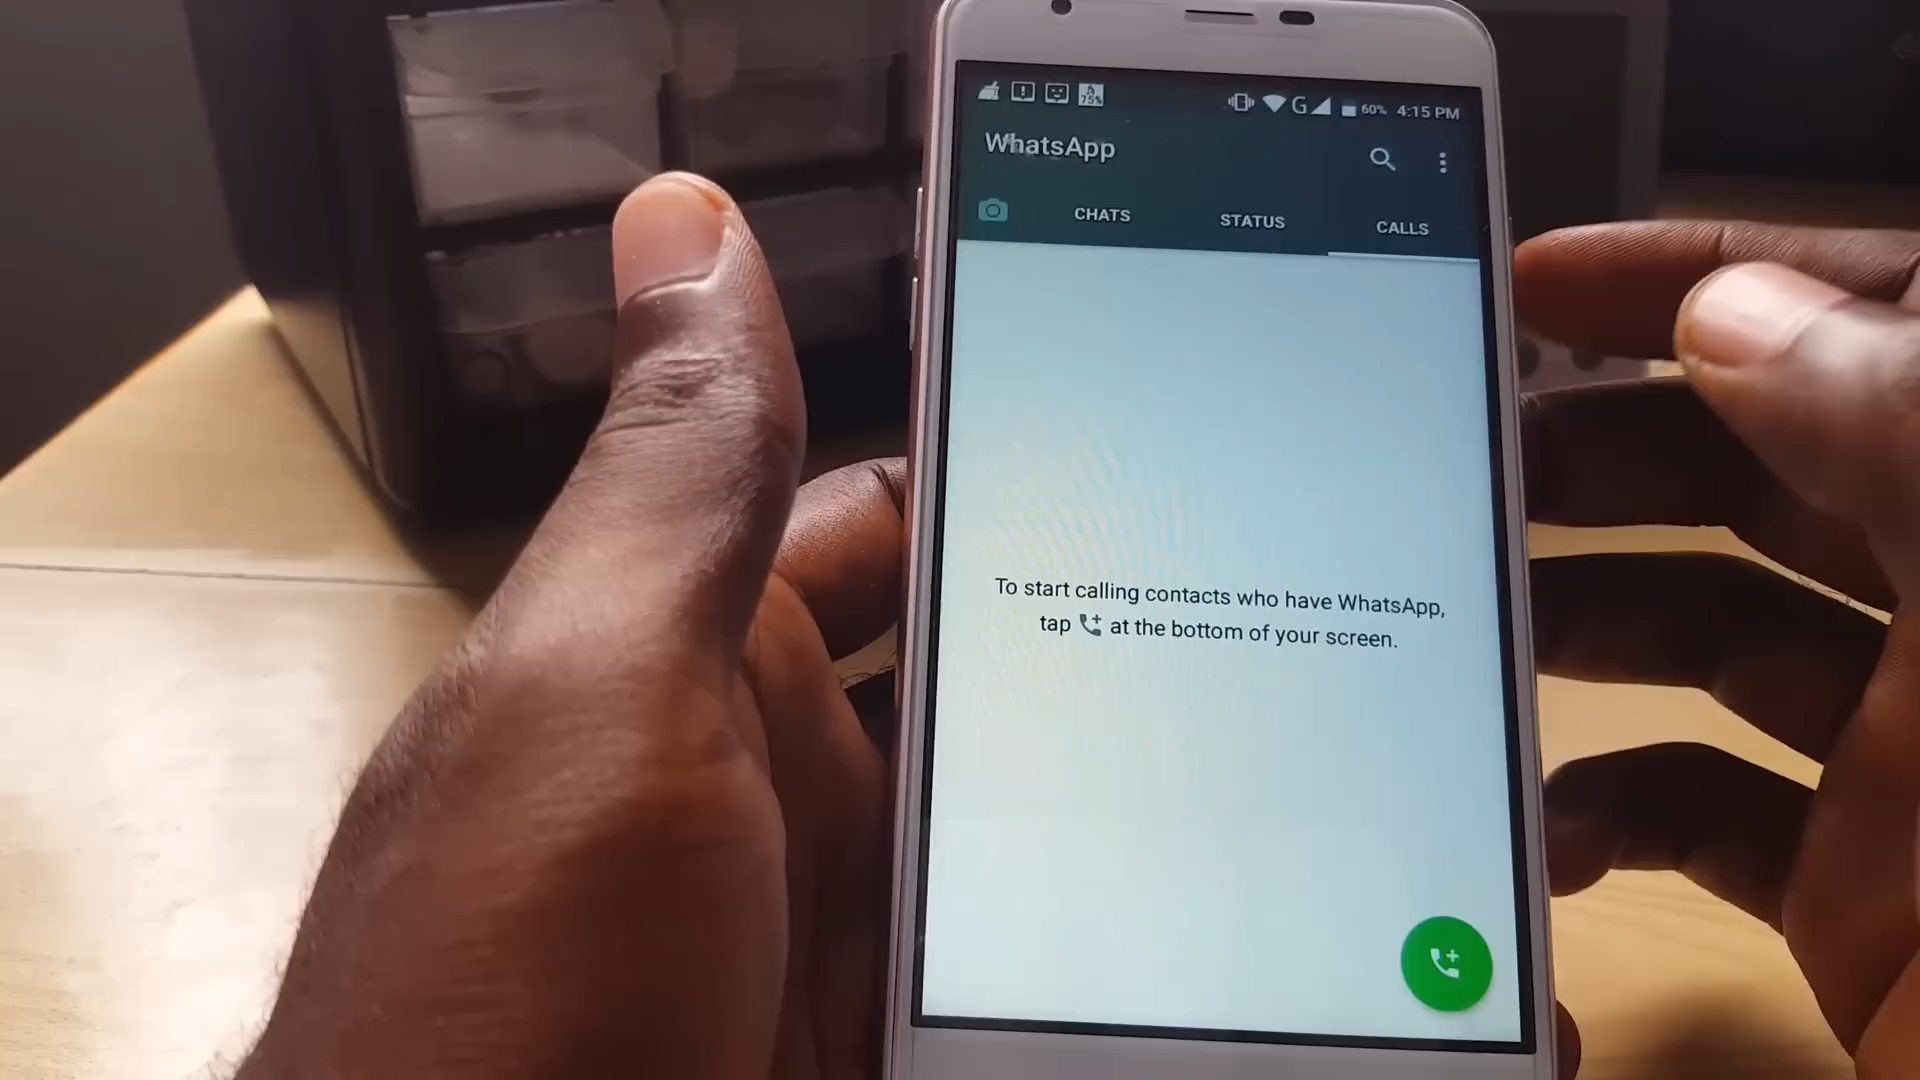 75%
G
60%
4:15 PM
WhatsApp
CHATS
STATUS
CALLS
To start calling contacts who have WhatsApp,
tap at the bottom of your screen.